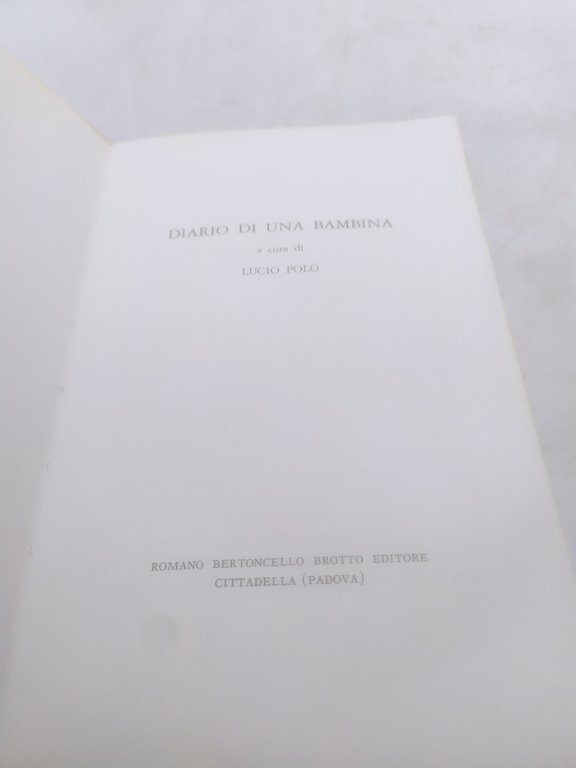 DIARIO DI UNA BAMBINA
a cura di
LUCIO POLO
ROMANO BERTONCELLO BROTTO EDITORE
CITTADELLA (PADOVA)